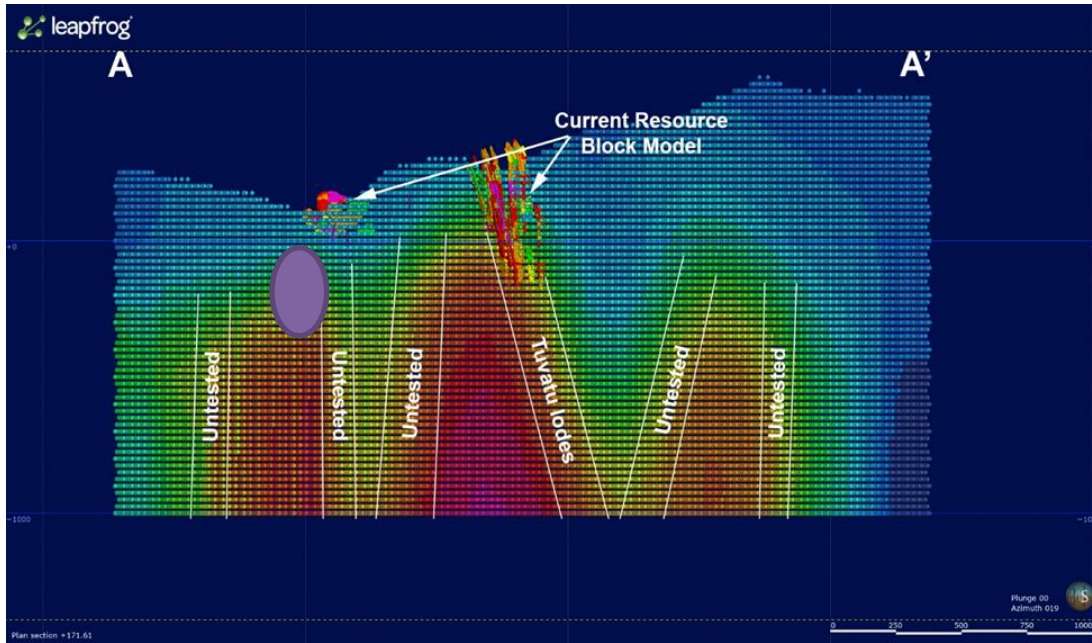 leapfrog®
A
A'
Current Resource
Block Model
+0
Untested
Untested
Untested
Tuvatu lodes
Untested
Untested
-1000
Plunge 00
Azimuth 019
S
0 250 500 750 1000
Plan section +171.61